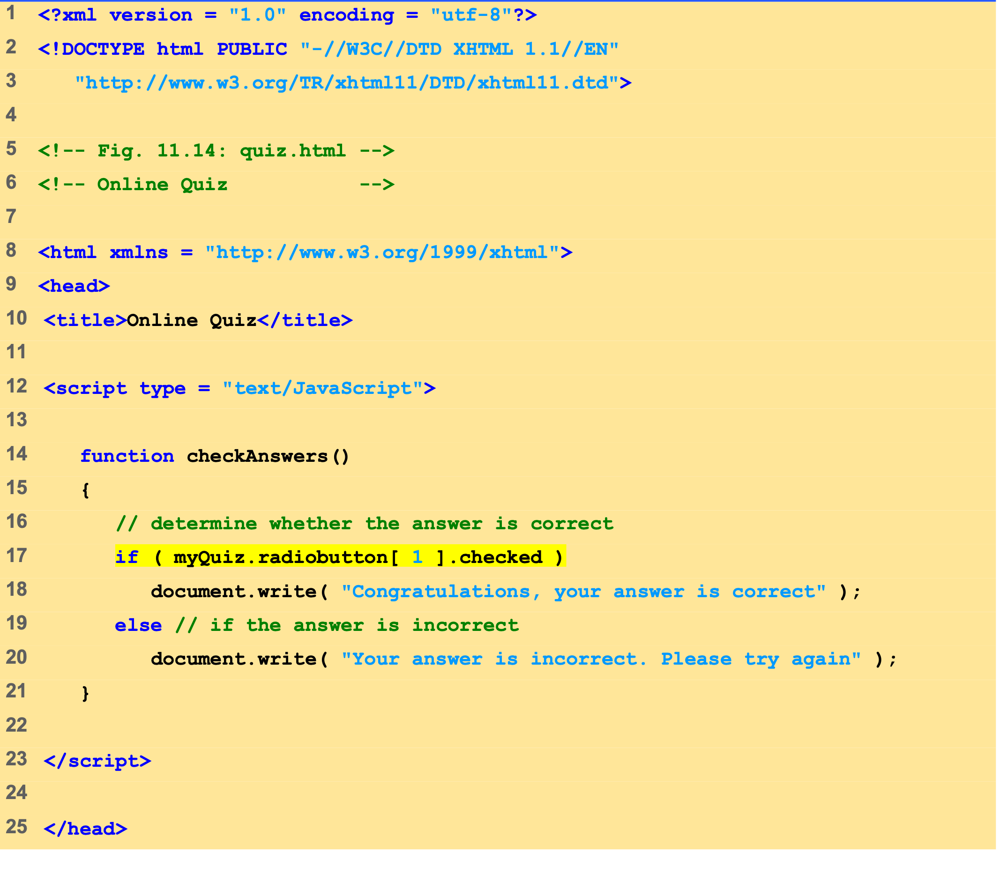 1 <?xml version = "1.0" encoding = "utf-8"?>
2 <!DOCTYPE html PUBLIC "-//W3C//DTD XHTML 1.1//EN"
3    "http://www.w3.org/TR/xhtml11/DTD/xhtml11.dtd">
4
5 <!-- Fig. 11.14: quiz.html -->
6 <!-- Online Quiz           -->
7
8 <html xmlns = "http://www.w3.org/1999/xhtml">
9 <head>
10 <title>Online Quiz</title>
11
12 <script type = "text/JavaScript">
13
14    function checkAnswers()
15    {
16       // determine whether the answer is correct
17       if ( myQuiz.radiobutton[ 1 ].checked )
18          document.write( "Congratulations, your answer is correct" );
19       else // if the answer is incorrect
20          document.write( "Your answer is incorrect. Please try again" );
21    }
22
23 </script>
24
25 </head>